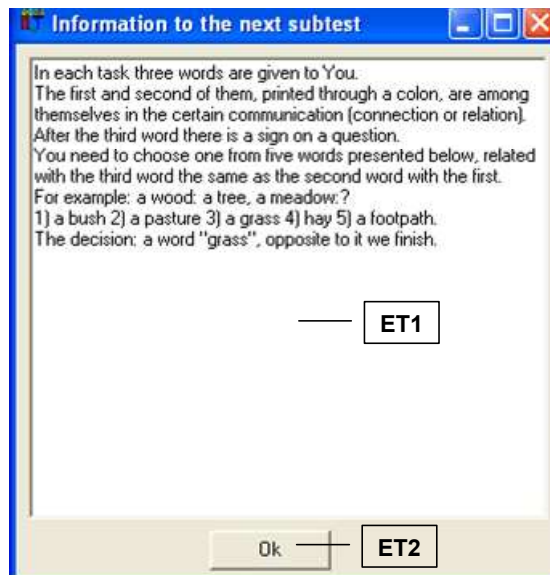 Information to the next subtest
In each task three words are given to You.
The first and second of them, printed through a colon, are among
themselves in the certain communication (connection or relation).
After the third word there is a sign on a question.
You need to choose one from five words presented below, related
with the third word the same as the second word with the first.
For example: a wood: a tree, a meadow:?
1) a bush 2) a pasture 3) a grass 4) hay 5) a footpath.
The decision: a word "grass", opposite to it we finish.
ET1
Ok
ET2